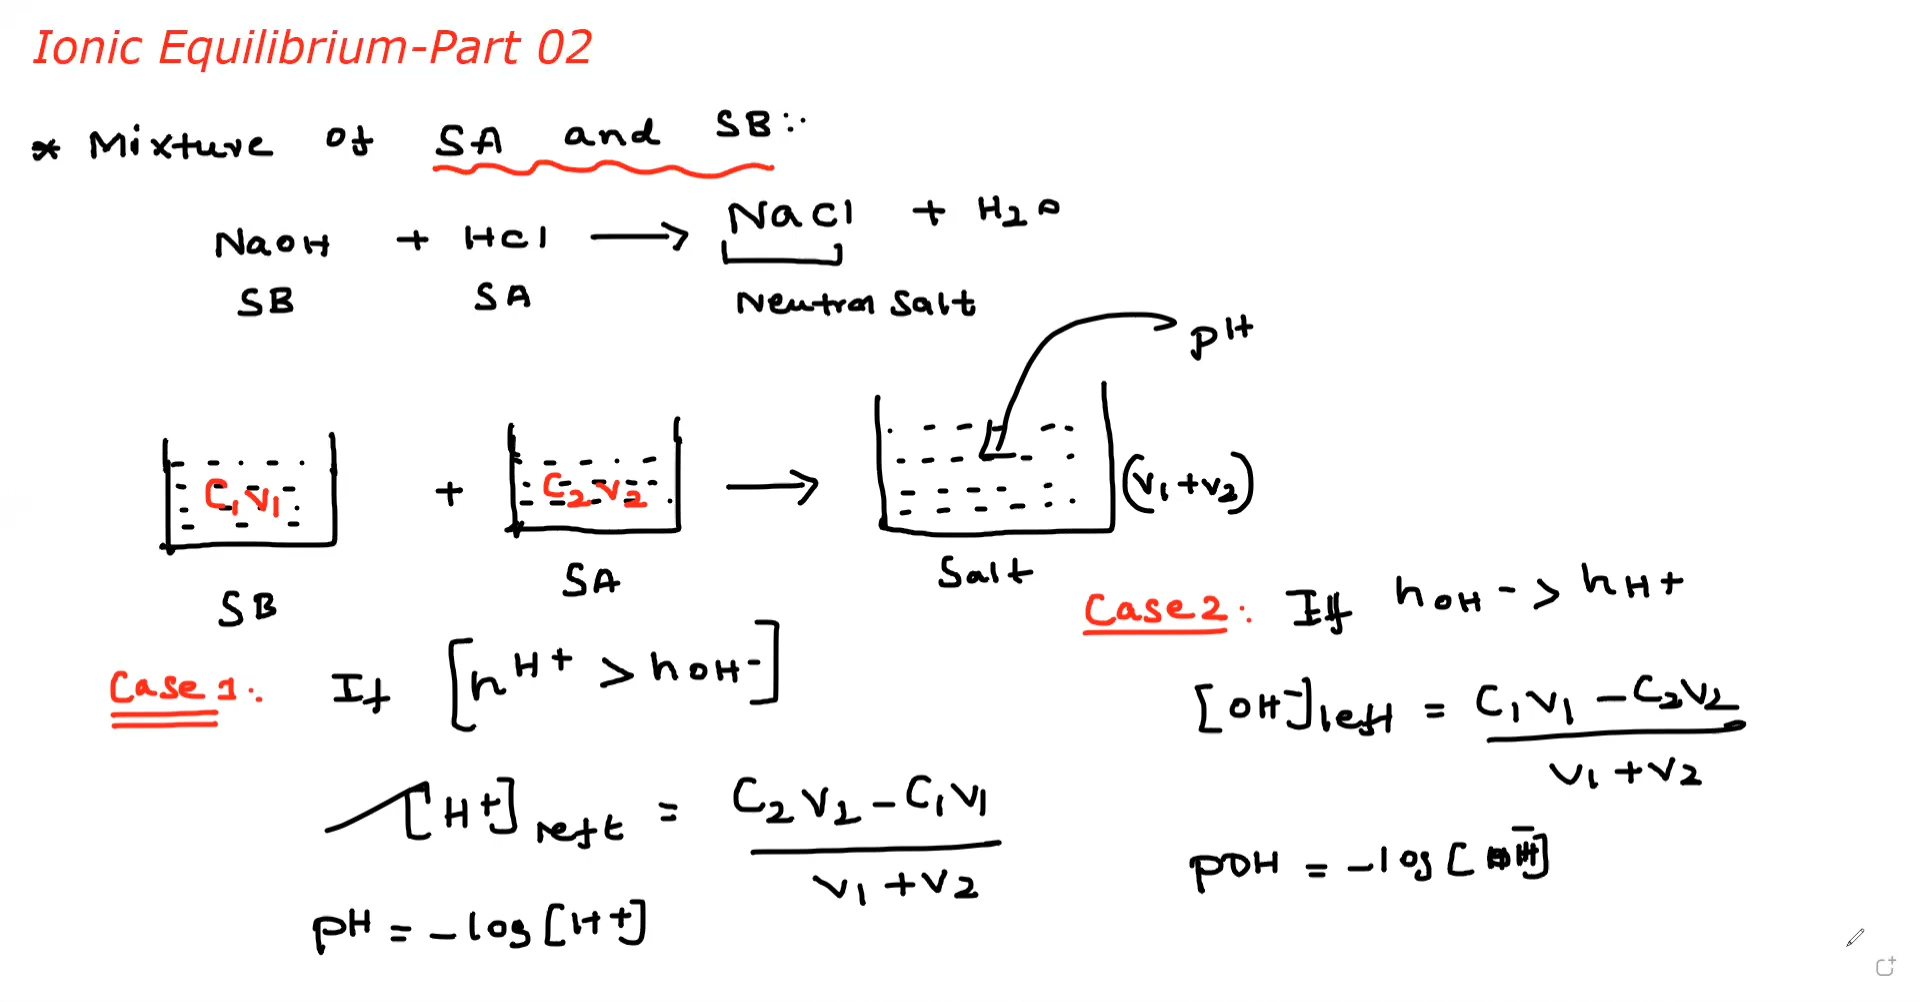 Ionic Equilibrium-Part 02
* Mixture of SA and SB:-
NaOH + HCl ⟶ NaCl + H2O
SB SA Neutral Salt
pH
C1V1 + C2V2 ⟶ (V1+V2)
SB SA Salt
Case 1:. If [nH+ > nOH-]
[H+]left = C2V2 - C1V1 / V1+V2
pH = -log[H+]
Case 2: If nOH- > nH+
[OH-]left = C1V1 - C2V2 / V1+V2
pOH = -log[OH-]